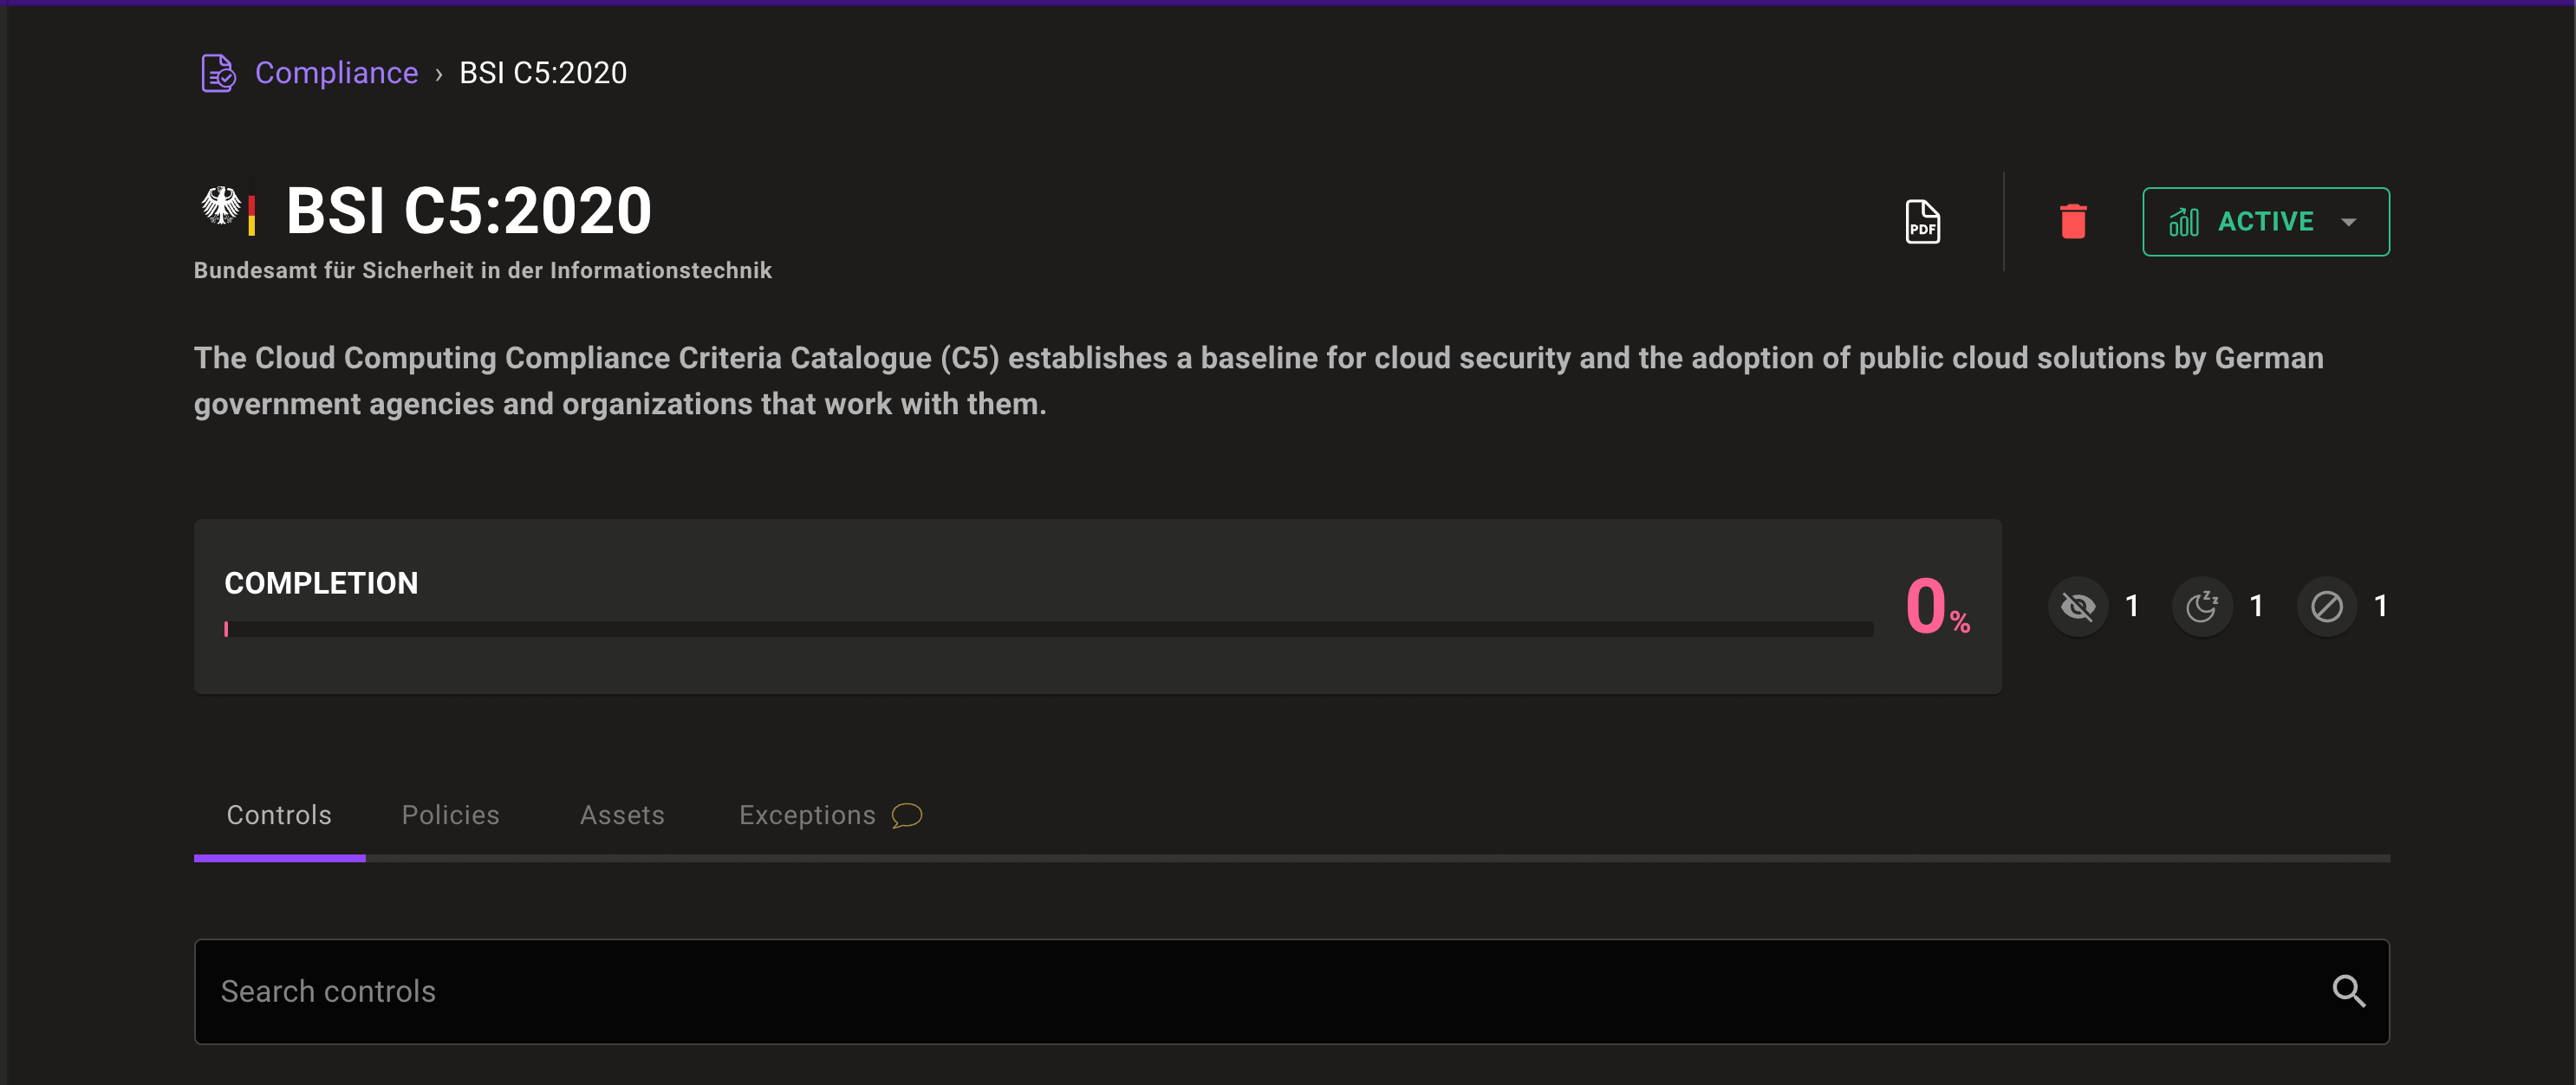 Compliance › BSI C5:2020
BSI C5:2020
PDF
ACTIVE
Bundesamt für Sicherheit in der Informationstechnik
The Cloud Computing Compliance Criteria Catalogue (C5) establishes a baseline for cloud security and the adoption of public cloud solutions by German
government agencies and organizations that work with them.
COMPLETION
0%
1
z z
1
1
Controls Policies Assets Exceptions
Search controls